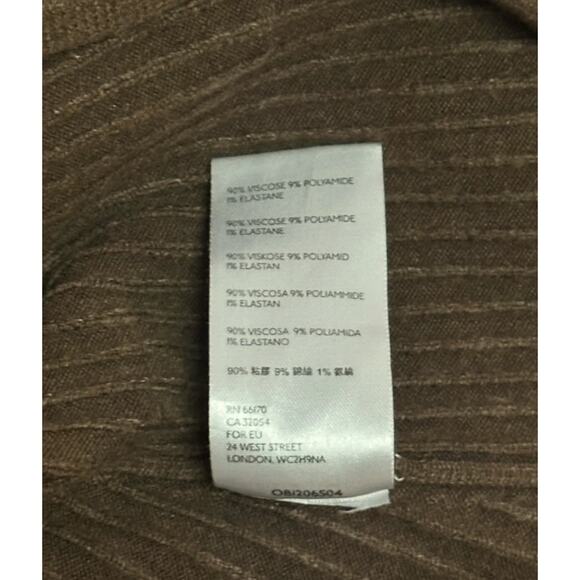 90% VISCOSE 9% POLYAMIDE
1% ELASTANE
90% VISCOSE 9% POLYAMIDE
1% ELASTANE
90% VISKOSE 9% POLYAMID
1% ELASTAN
90% VISCOSA 9% POLIAMMIDE
1% ELASTAN
90% VISCOSA 9% POLIAMIDA
1% ELASTANO
90% 粘膠 9% 錦綸 1% 氨綸
RN 66170
CA 32054
FOR EU
24 WEST STREET
LONDON, WC2H9NA
OBI206504